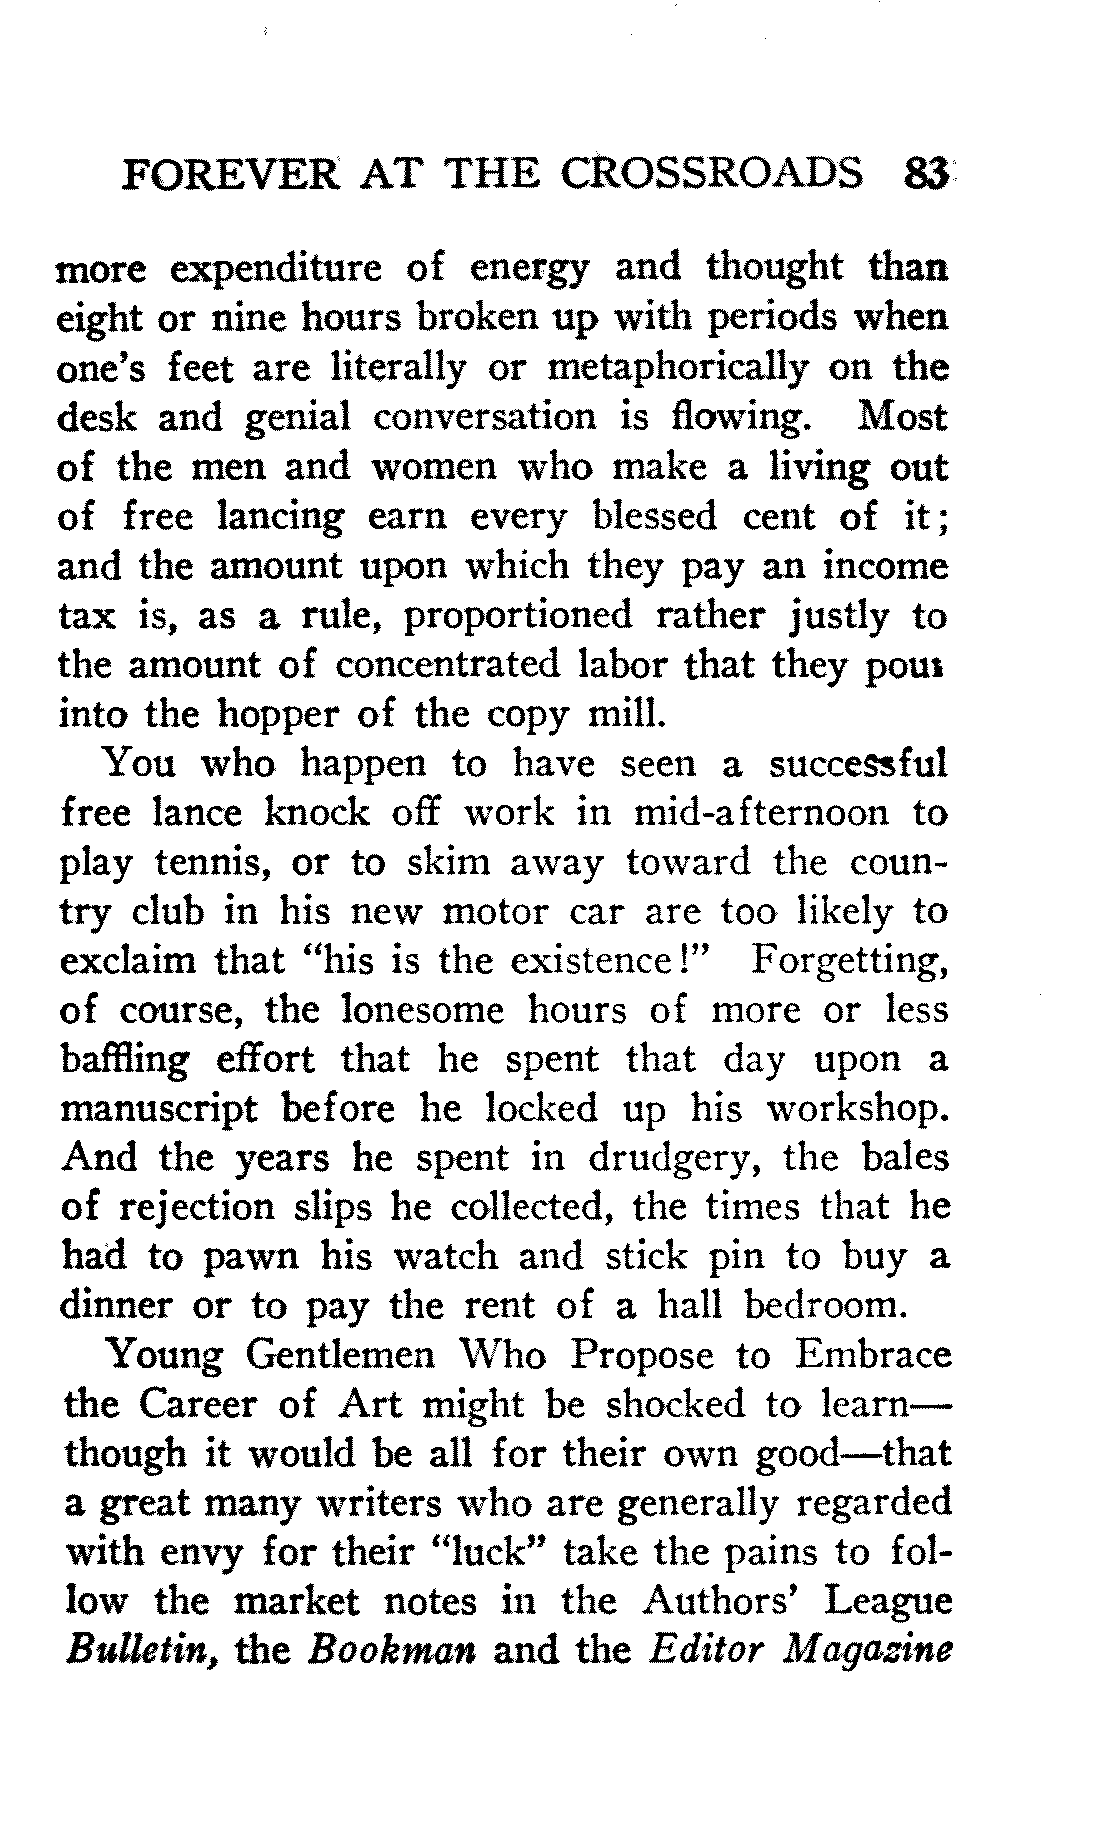 FOREVER AT THE CROSSROADS 83
more expenditure of energy and thought than
eight or nine hours broken up with periods when
one's feet are literally or metaphorically on the
desk and genial conversation is flowing. Most
of the men and women who make a living out
of free lancing earn every blessed cent of it;
and the amount upon which they pay an income
tax is, as a rule, proportioned rather justly to
the amount of concentrated labor that they pour
into the hopper of the copy mill.
You who happen to have seen a successful
free lance knock off work in mid-afternoon to
play tennis, or to skim away toward the coun-
try club in his new motor car are too likely to
exclaim that "his is the existence!" Forgetting,
of course, the lonesome hours of more or less
baffling effort that he spent that day upon a
manuscript before he locked up his workshop.
And the years he spent in drudgery, the bales
of rejection slips he collected, the times that he
had to pawn his watch and stick pin to buy a
dinner or to pay the rent of a hall bedroom.
Young Gentlemen Who Propose to Embrace
the Career of Art might be shocked to learn—
though it would be all for their own good—that
a great many writers who are generally regarded
with envy for their "luck" take the pains to fol-
low the market notes in the Authors' League
Bulletin, the Bookman and the Editor Magazine